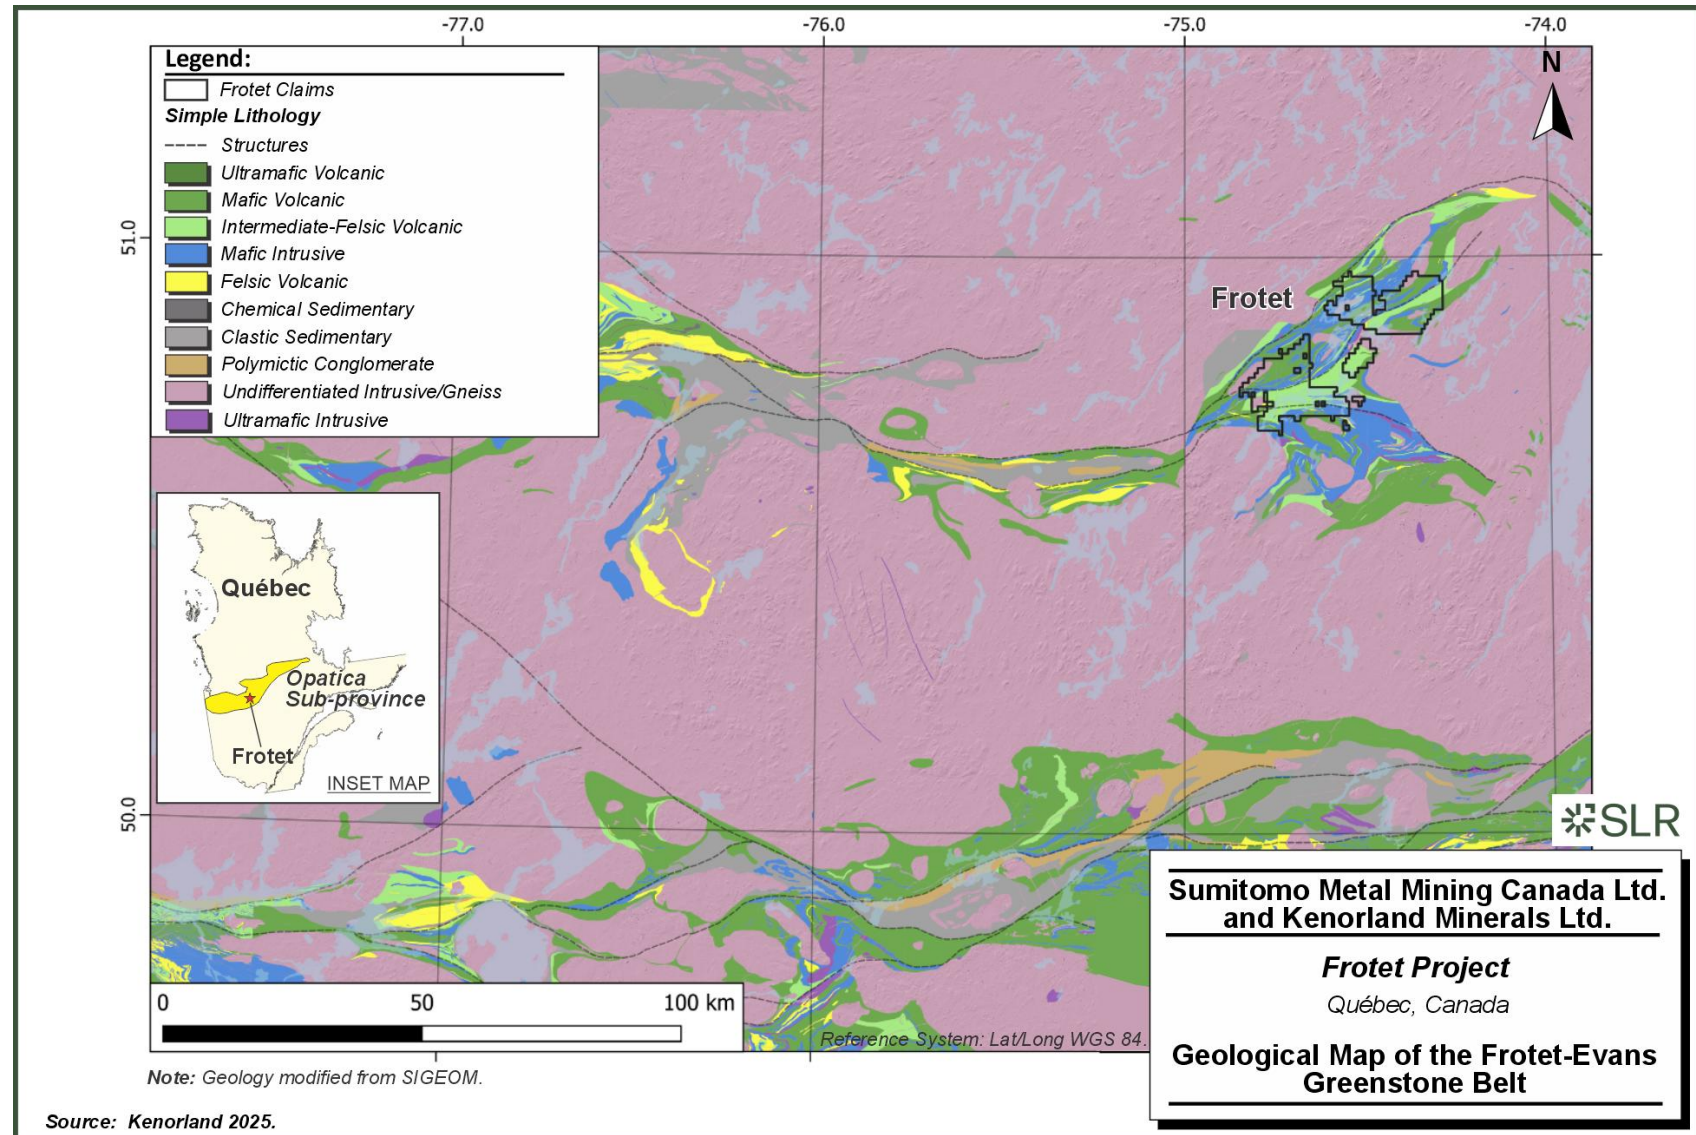 -77.0
-76.0
-75.0
-74.0
Legend:
Frotet Claims
Simple Lithology
Structures
Ultramafic Volcanic
Mafic Volcanic
Intermediate-Felsic Volcanic
Mafic Intrusive
Felsic Volcanic
Chemical Sedimentary
Clastic Sedimentary
Polymictic Conglomerate
Undifferentiated Intrusive/Gneiss
Ultramafic Intrusive
N
51.0
Frotet
Québec
Opatica
Sub-province
Frotet
INSET MAP
50.0
SLR
0 50 100 km
Reference System: Lat/Long WGS 84.
Sumitomo Metal Mining Canada Ltd.
and Kenorland Minerals Ltd.
Frotet Project
Québec, Canada
Geological Map of the Frotet-Evans
Greenstone Belt
Note: Geology modified from SIGEOM.
Source: Kenorland 2025.